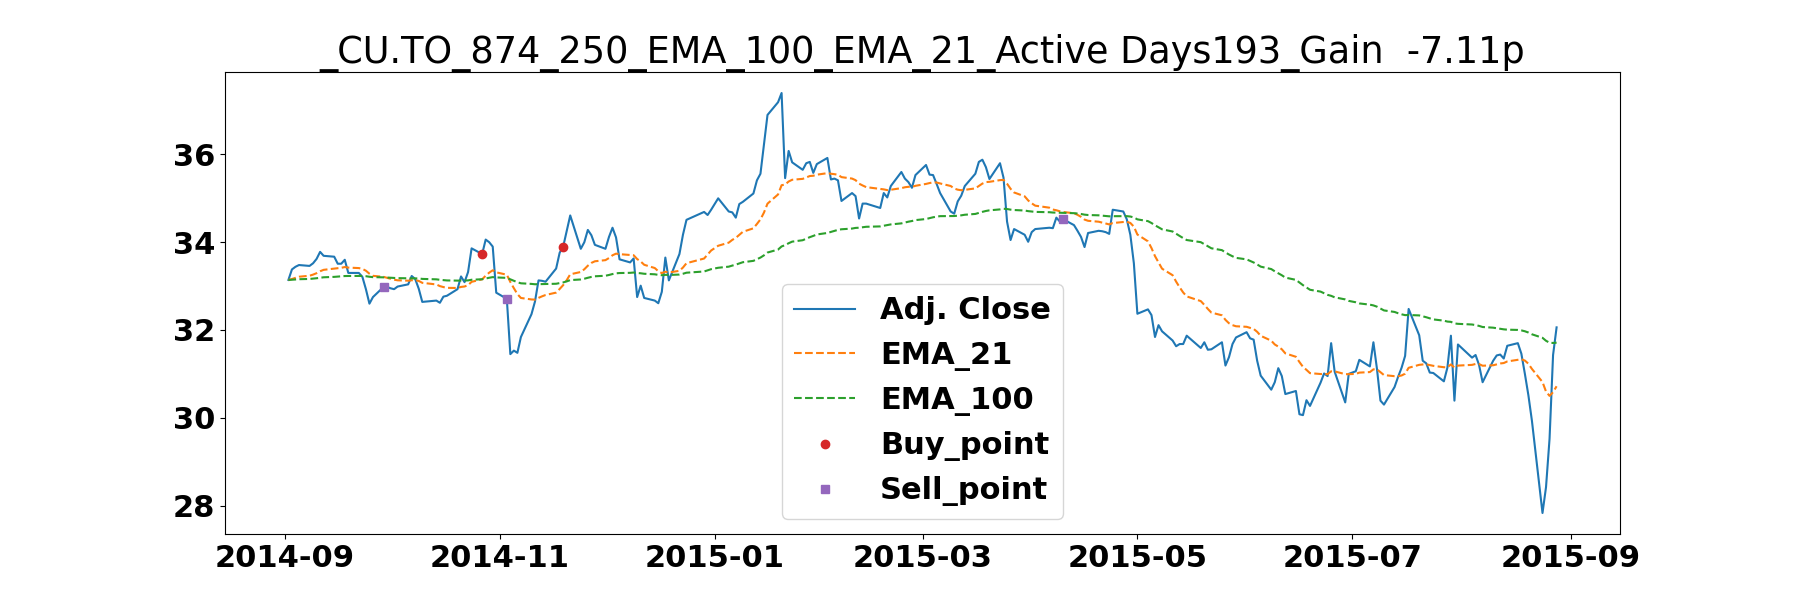 _CU.TO_874_250_EMA_100_EMA_21_Active Days193_Gain  -7.11p
36
34
32
30
28
Adj. Close
EMA_21
EMA_100
Buy_point
Sell_point
2014-09 2014-11 2015-01 2015-03 2015-05 2015-07 2015-09